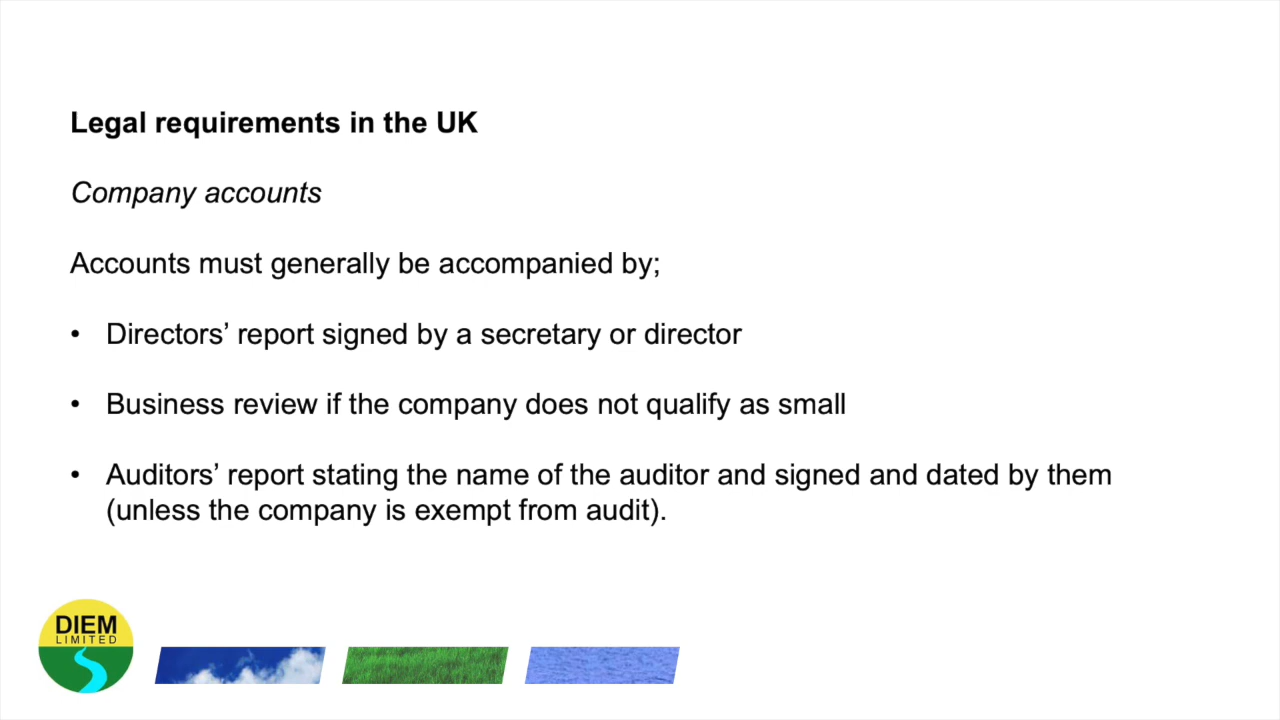 Legal requirements in the UK
Company accounts
Accounts must generally be accompanied by;
• Directors’ report signed by a secretary or director
• Business review if the company does not qualify as small
• Auditors’ report stating the name of the auditor and signed and dated by them
(unless the company is exempt from audit).
DIEM
LIMITED